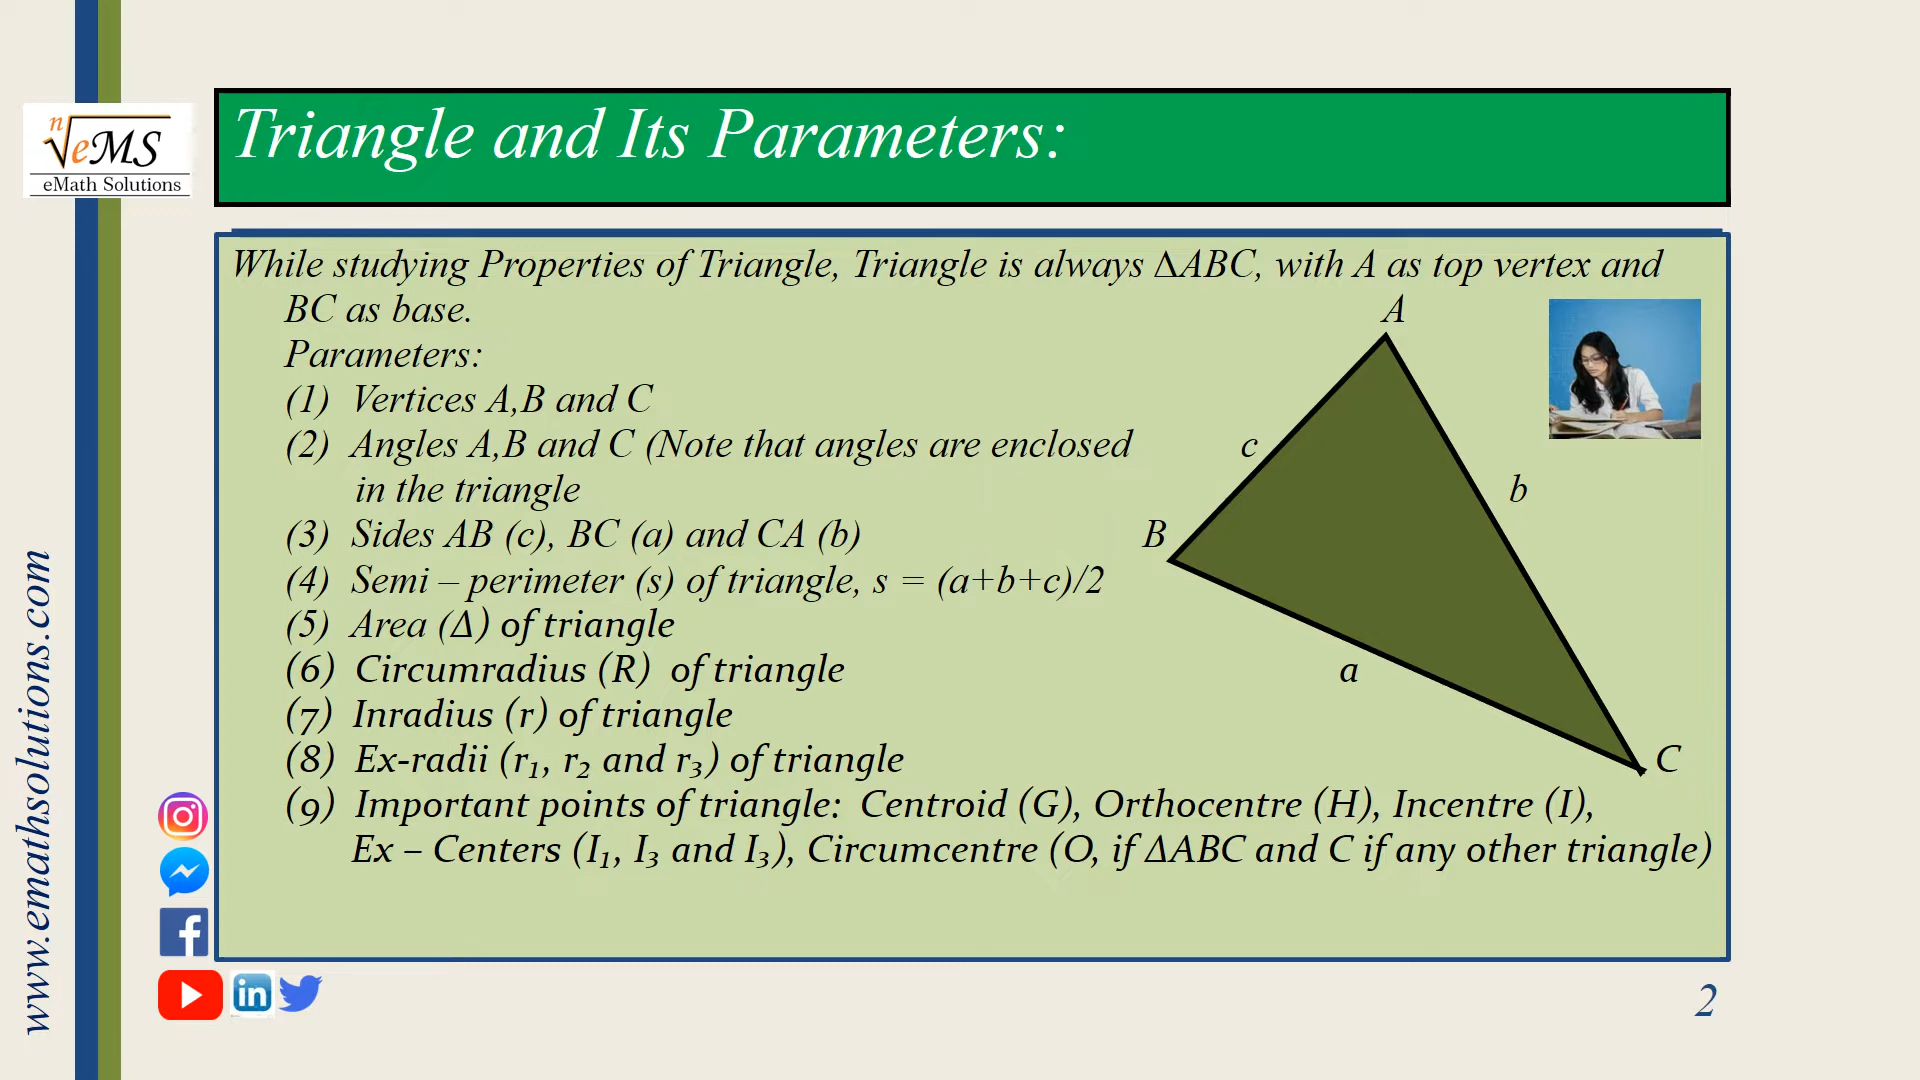 n√eMS
eMath Solutions
Triangle and Its Parameters:
While studying Properties of Triangle, Triangle is always ΔABC, with A as top vertex and
BC as base.
Parameters:
(1) Vertices A,B and C
(2) Angles A,B and C (Note that angles are enclosed
in the triangle
(3) Sides AB (c), BC (a) and CA (b)
(4) Semi – perimeter (s) of triangle, s = (a+b+c)/2
(5) Area (Δ) of triangle
(6) Circumradius (R) of triangle
(7) Inradius (r) of triangle
(8) Ex-radii (r₁, r₂ and r₃) of triangle
(9) Important points of triangle: Centroid (G), Orthocentre (H), Incentre (I),
Ex – Centers (I₁, I₃ and I₃), Circumcentre (O, if ΔABC and C if any other triangle)
A
c
b
B
a
C
www.emathsolutions.com
in
2